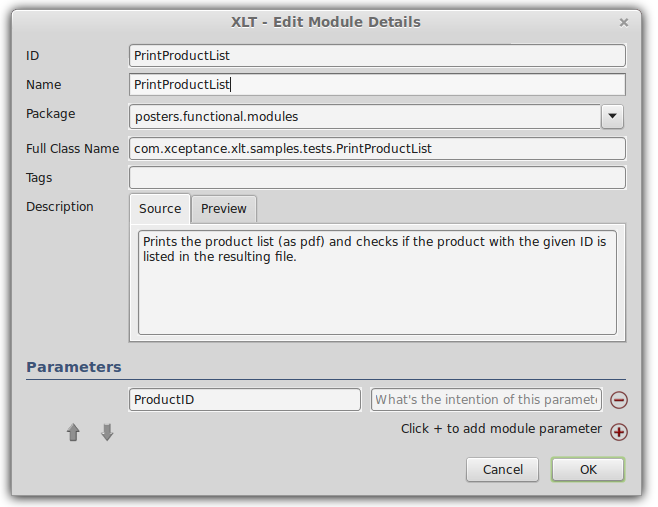 XLT - Edit Module Details
ID PrintProductList
Name PrintProductList
Package posters.functional.modules
Full Class Name com.xceptance.xlt.samples.tests.PrintProductList
Tags
Description Source Preview
Prints the product list (as pdf) and checks if the product with the given ID is
listed in the resulting file.
Parameters
ProductID What's the intention of this paramete
Click + to add module parameter
Cancel OK